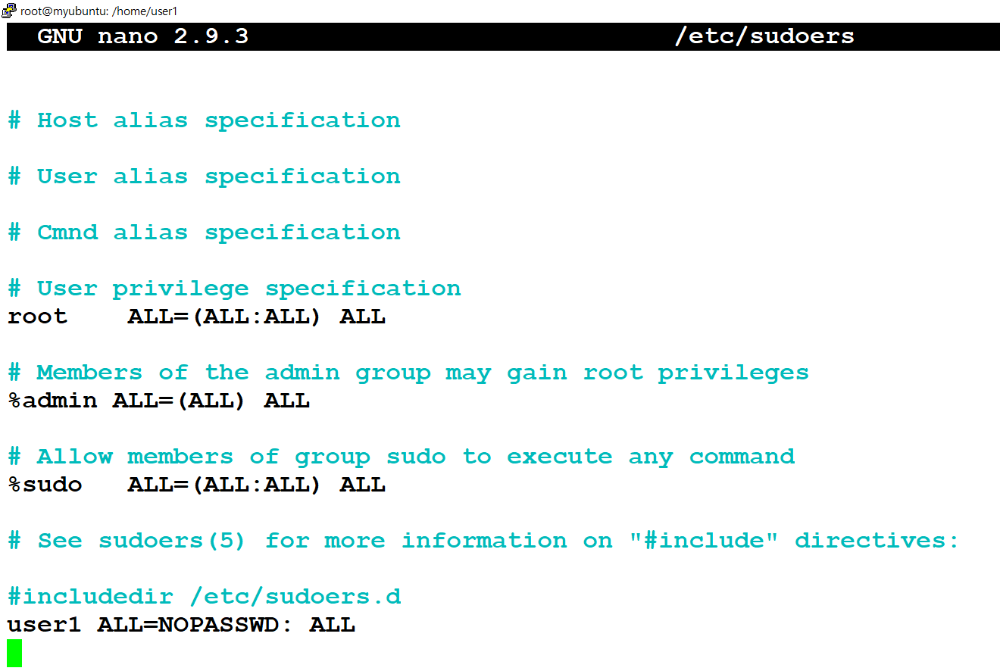 root@myubuntu: /home/user1
GNU nano 2.9.3 /etc/sudoers
# Host alias specification
# User alias specification
# Cmnd alias specification
# User privilege specification
root    ALL=(ALL:ALL) ALL
# Members of the admin group may gain root privileges
%admin ALL=(ALL) ALL
# Allow members of group sudo to execute any command
%sudo   ALL=(ALL:ALL) ALL
# See sudoers(5) for more information on "#include" directives:
#includedir /etc/sudoers.d
user1 ALL=NOPASSWD: ALL